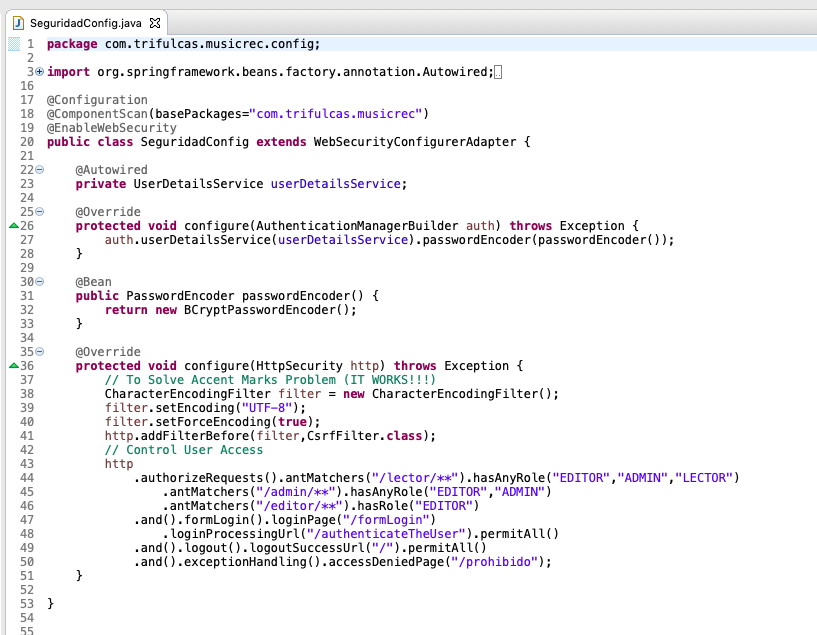 SeguridadConfig.java
1 package com.trifulcas.musicrec.config;
2
3 import org.springframework.beans.factory.annotation.Autowired;
16
17 @Configuration
18 @ComponentScan(basePackages="com.trifulcas.musicrec")
19 @EnableWebSecurity
20 public class SeguridadConfig extends WebSecurityConfigurerAdapter {
21
22 @Autowired
23 private UserDetailsService userDetailsService;
24
25 @Override
26 protected void configure(AuthenticationManagerBuilder auth) throws Exception {
27 auth.userDetailsService(userDetailsService).passwordEncoder(passwordEncoder());
28 }
29
30 @Bean
31 public PasswordEncoder passwordEncoder() {
32 return new BCryptPasswordEncoder();
33 }
34
35 @Override
36 protected void configure(HttpSecurity http) throws Exception {
37 // To Solve Accent Marks Problem (IT WORKS!!!)
38 CharacterEncodingFilter filter = new CharacterEncodingFilter();
39 filter.setEncoding("UTF-8");
40 filter.setForceEncoding(true);
41 http.addFilterBefore(filter,CsrfFilter.class);
42 // Control User Access
43 http
44 .authorizeRequests().antMatchers("/lector/**").hasAnyRole("EDITOR","ADMIN","LECTOR")
45 .antMatchers("/admin/**").hasAnyRole("EDITOR","ADMIN")
46 .antMatchers("/editor/**").hasRole("EDITOR")
47 .and().formLogin().loginPage("/formLogin")
48 .loginProcessingUrl("/authenticateTheUser").permitAll()
49 .and().logout().logoutSuccessUrl("/").permitAll()
50 .and().exceptionHandling().accessDeniedPage("/prohibido");
51 }
52
53 }
54
55